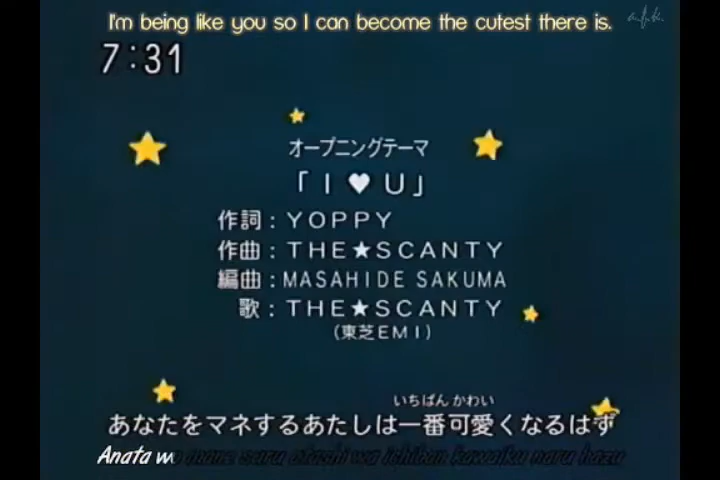 I'm being like you so I can become the cutest there is.
a.f.k.
7:31
オープニングテーマ
「I♥U」
作詞：YOPPY
作曲：THE★SCANTY
編曲：MASAHIDE SAKUMA
歌：THE★SCANTY
（東芝EMI）
いちばん かわい
あなたをマネするあたしは一番可愛くなるはず
Anata wo mane suru atashi wa ichiban kawaiku naru hazu